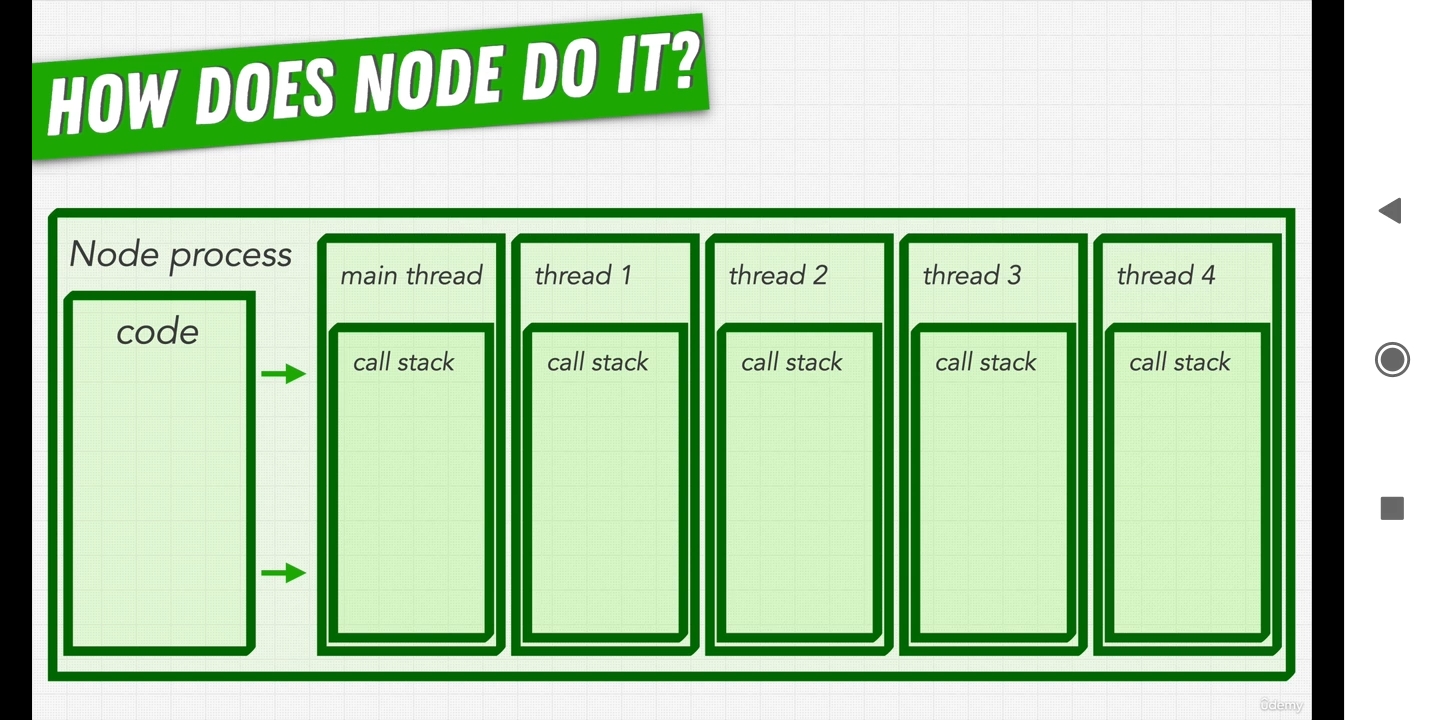 HOW DOES NODE DO IT?
Node process
code
main thread
call stack
thread 1
call stack
thread 2
call stack
thread 3
call stack
thread 4
call stack
ûdemy